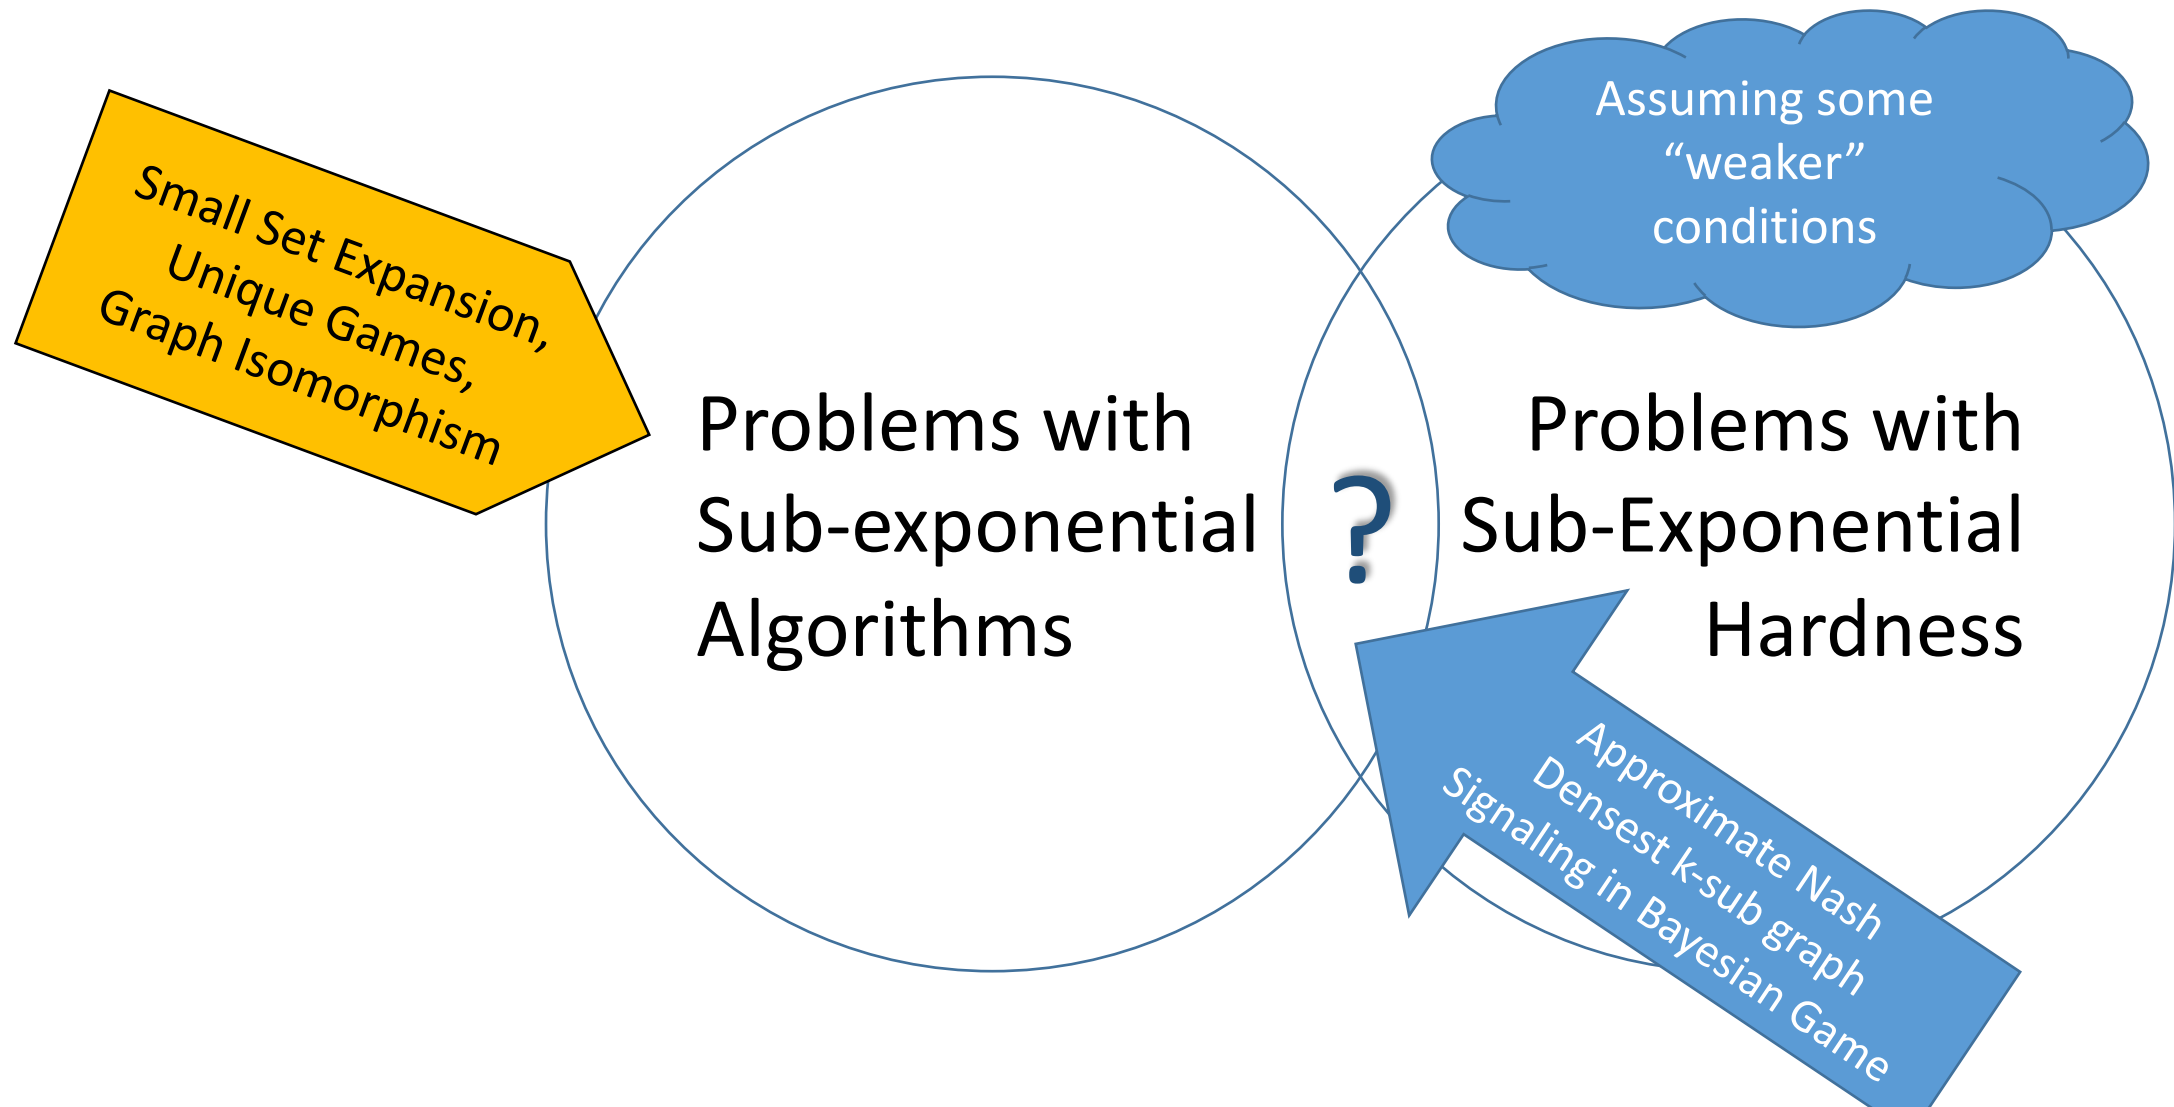 Small Set Expansion,
Unique Games,
Graph Isomorphism
Assuming some
“weaker”
conditions
Problems with
Sub-exponential
Algorithms
?
Problems with
Sub-Exponential
Hardness
Approximate Nash
Densest k-sub graph
Signaling in Bayesian Game